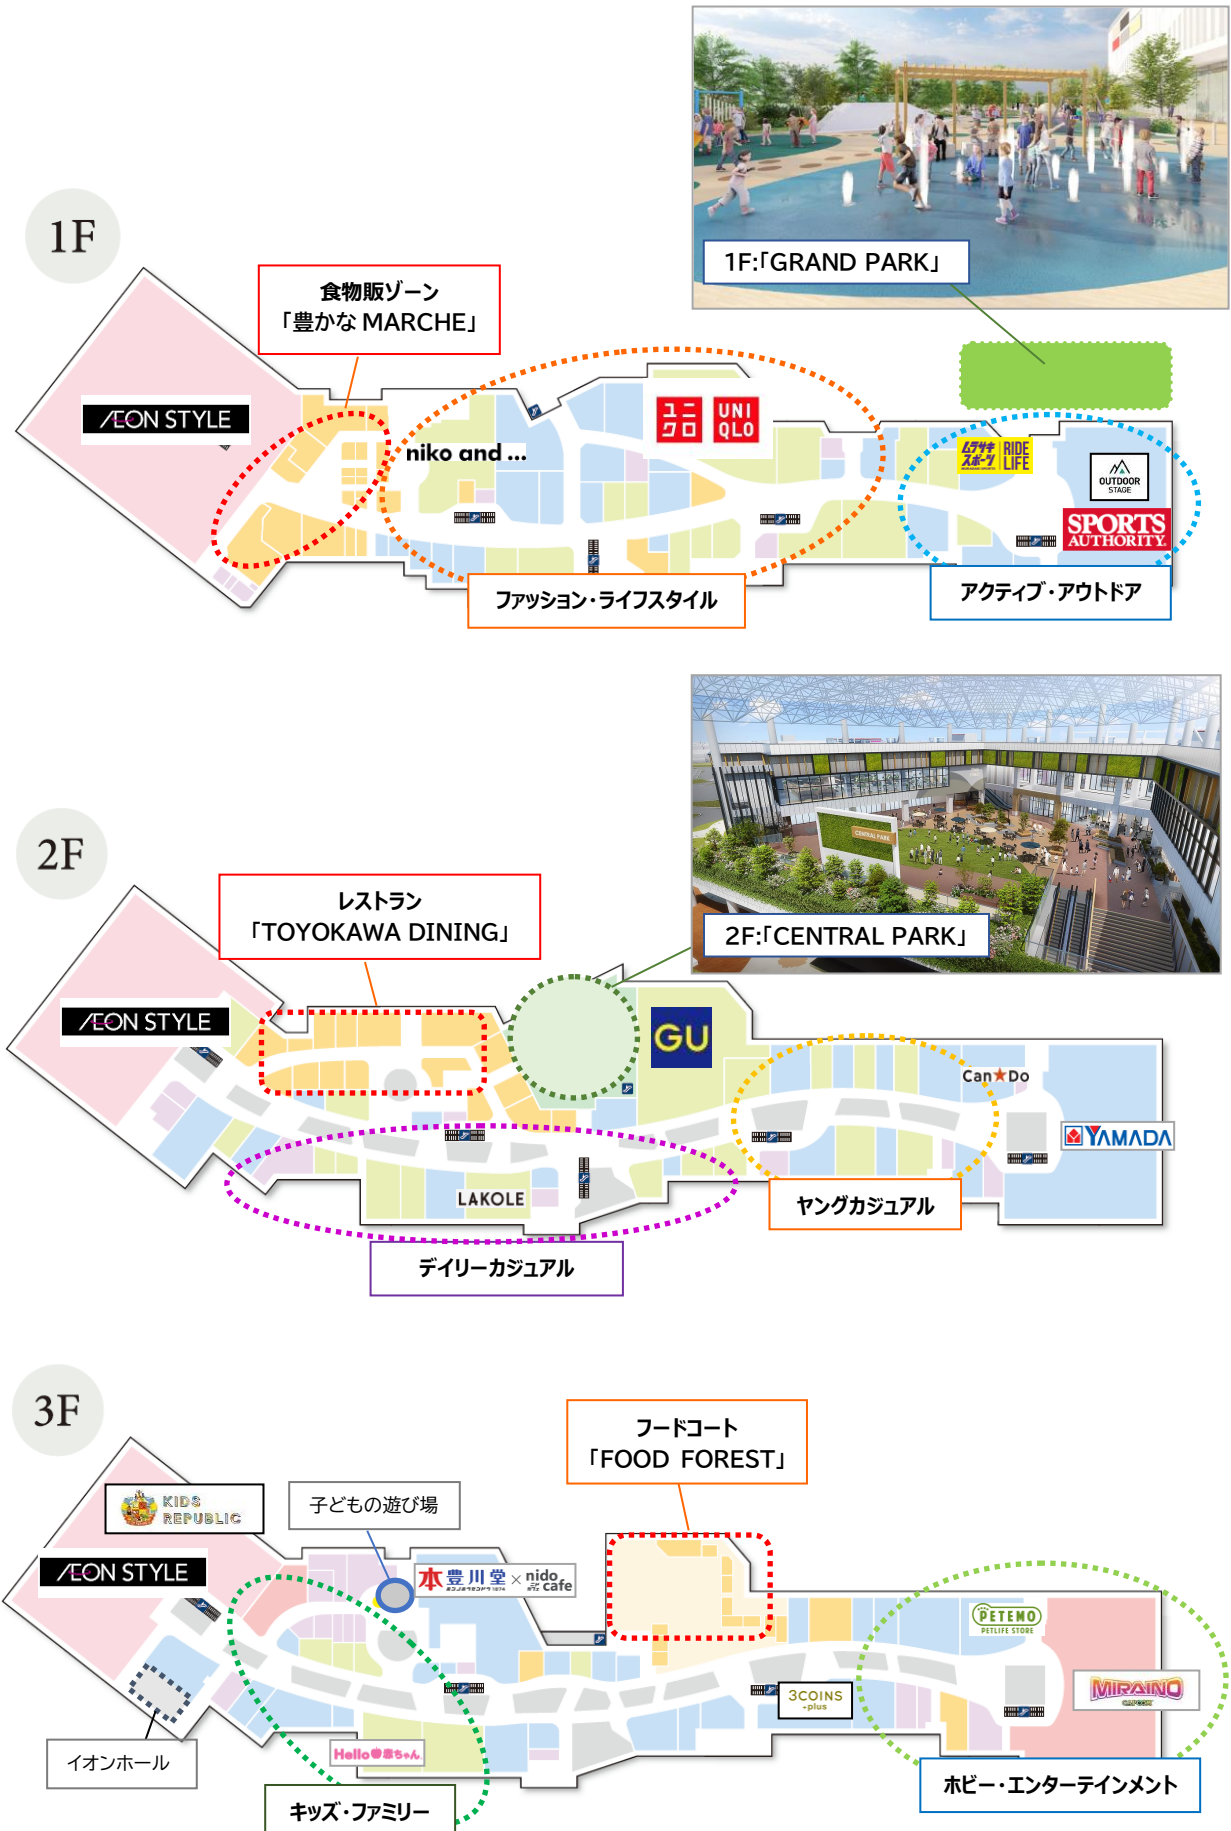 1F
1F:「GRAND PARK」
食物販ゾーン
「豊かな MARCHE」
ÆON STYLE
niko and ...
ユニ
クロ
UNI
QLO
ムラサキ
スポーツ
RIDE
LIFE
OUTDOOR
STAGE
SPORTS
AUTHORITY.
ファッション・ライフスタイル
アクティブ・アウトドア
2F
CENTRAL PARK
2F:「CENTRAL PARK」
レストラン
「TOYOKAWA DINING」
ÆON STYLE
GU
Can★Do
YAMADA
LAKOLE
ヤングカジュアル
デイリーカジュアル
3F
フードコート
「FOOD FOREST」
KIDS
REPUBLIC
子どもの遊び場
ÆON STYLE
本 豊川堂 × nido cafe
PETEMO
PETLIFE STORE
MIRAINO
CAPCOM
3COINS
+plus
イオンホール
Hello赤ちゃん
キッズ・ファミリー
ホビー・エンターテインメント